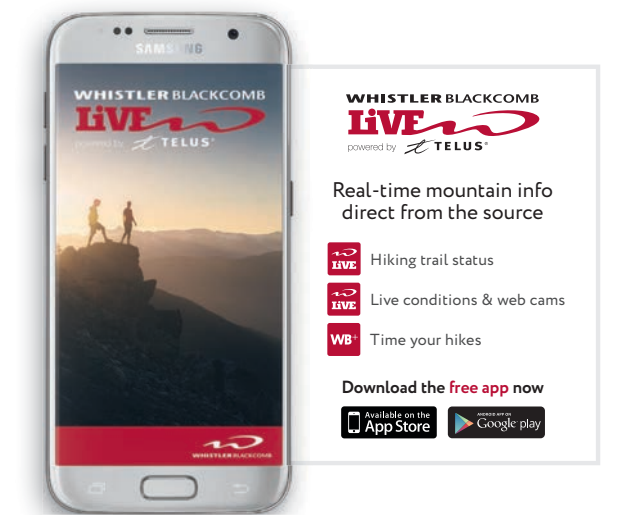 SAMSUNG
WHISTLER BLACKCOMB
LiVE
powered by TELUS®
WHISTLER BLACKCOMB
WHISTLER BLACKCOMB
LiVE
powered by TELUS®
Real-time mountain info
direct from the source
LiVE
Hiking trail status
LiVE
Live conditions & web cams
WB+
Time your hikes
Download the free app now
Available on the
App Store
ANDROID APP ON
Google play